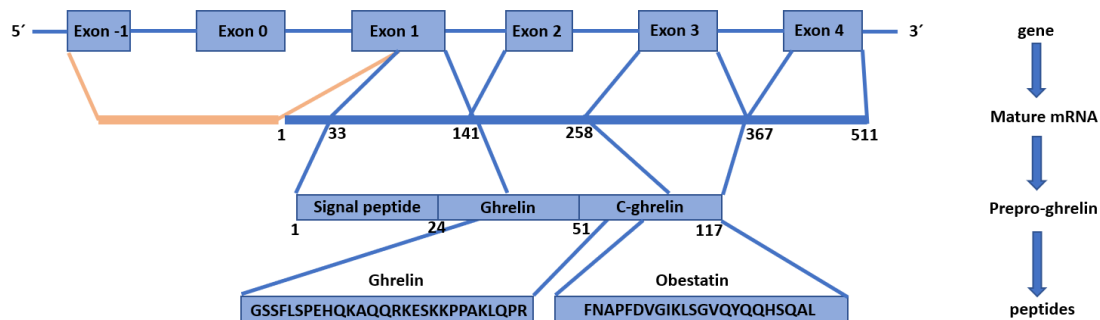 5´ Exon -1 Exon 0 Exon 1 Exon 2 Exon 3 Exon 4 3´ gene
Mature mRNA
1 33 141 258 367 511
Signal peptide Ghrelin C-ghrelin Prepro-ghrelin
1 24 51 117
Ghrelin Obestatin
GSSFLSPEHQKAQQRKESKKPPAKLQPR FNAPFDVGIKLSGVQYQQHSQAL peptides